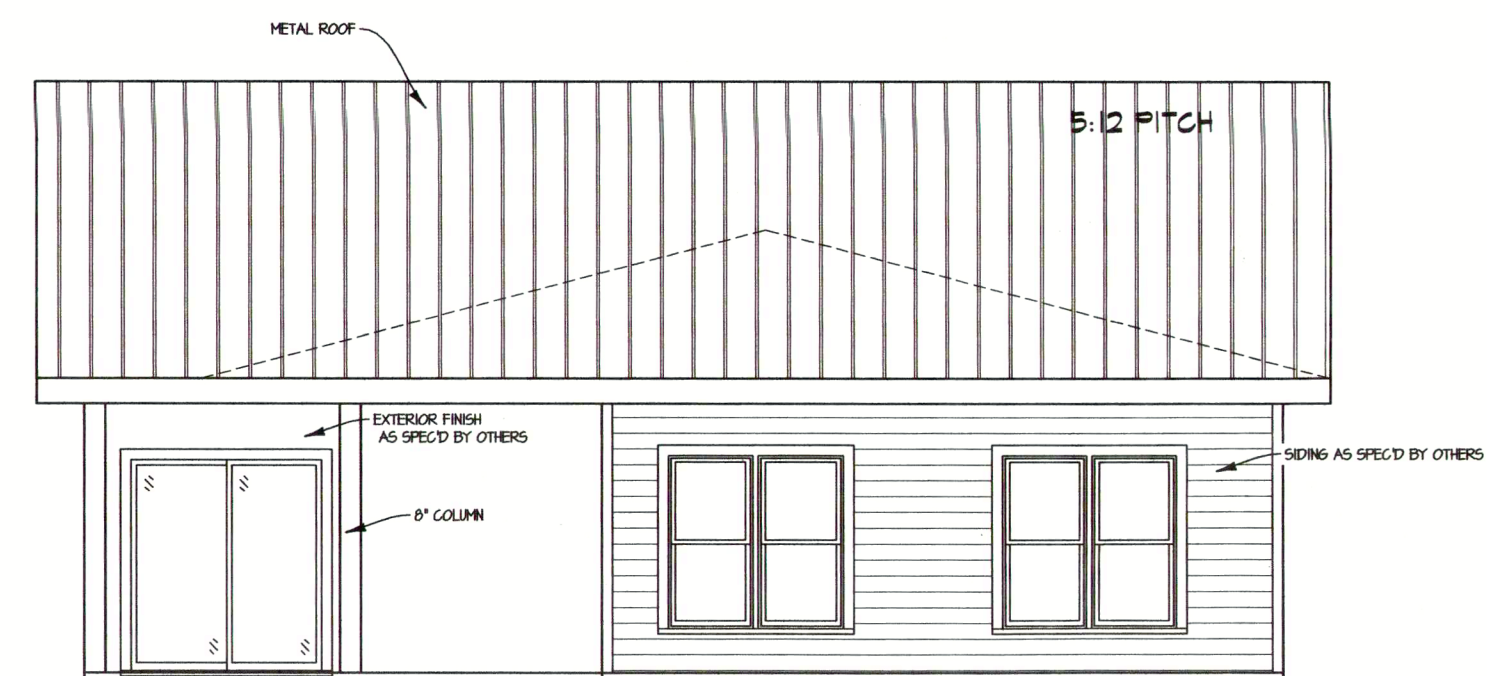 METAL ROOF
5:12 PITCH
EXTERIOR FINISH
AS SPEC'D BY OTHERS
SIDING AS SPEC'D BY OTHERS
8" COLUMN